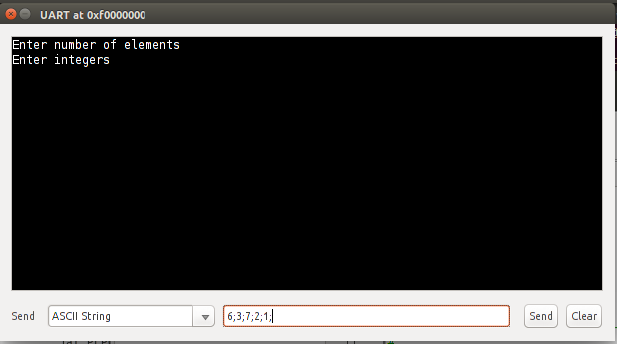 UART at 0xf0000000
Enter number of elements
Enter integers
Send ASCII String 6;3;7;2;1; Send Clear